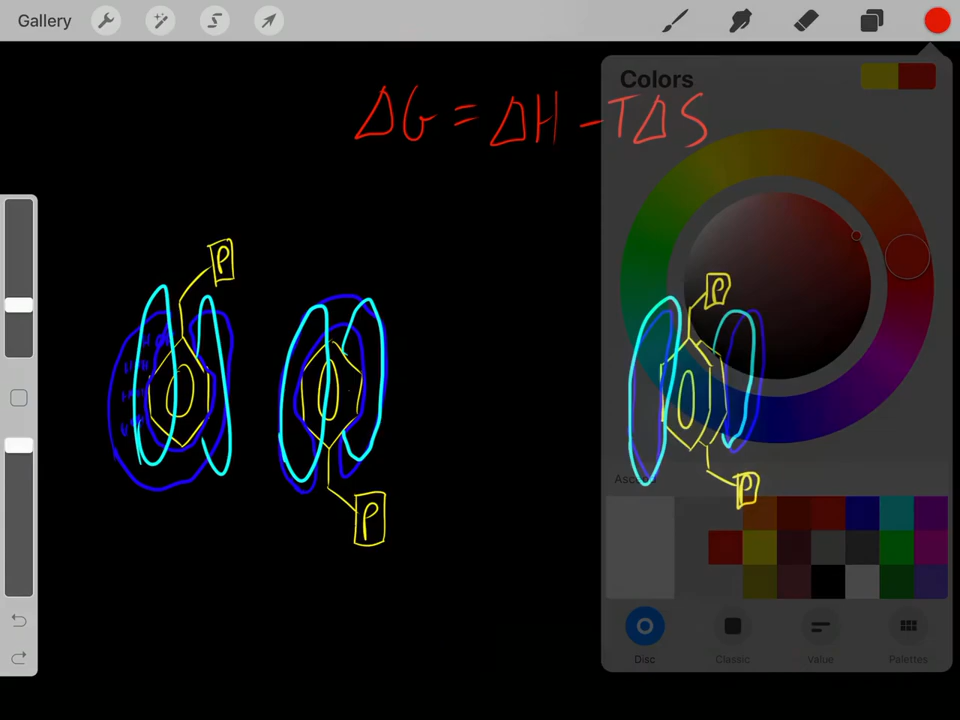 Gallery
Colors
ΔG = ΔH - TΔS
P
P
P
P
Disc
Classic
Value
Palettes